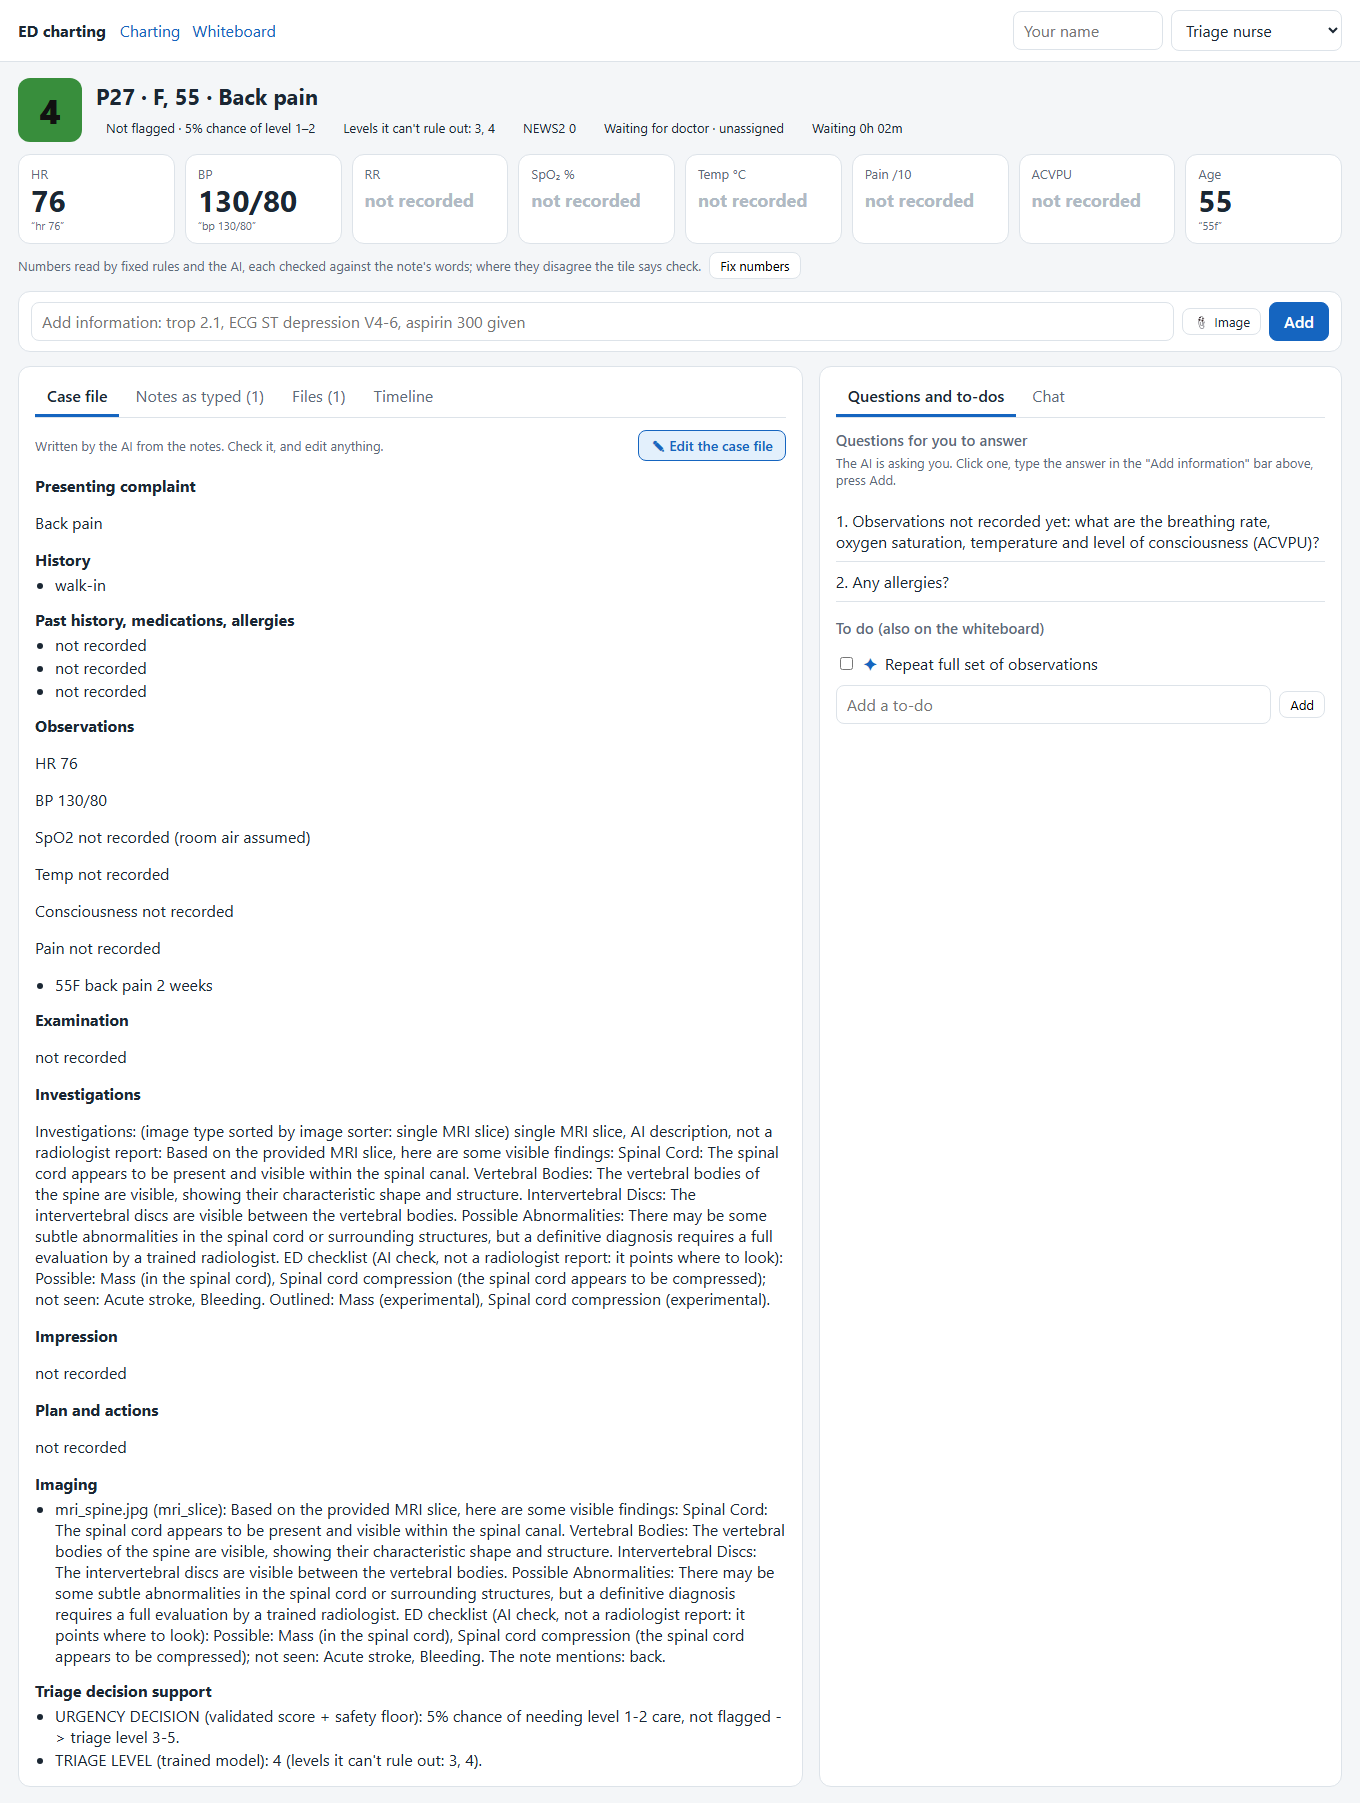 ED charting Charting Whiteboard Your name Triage nurse
4
P27 · F, 55 · Back pain
Not flagged · 5% chance of level 1–2 Levels it can't rule out: 3, 4 NEWS2 0 Waiting for doctor · unassigned Waiting 0h 02m
HR
76
"hr 76"
BP
130/80
"bp 130/80"
RR
not recorded
SpO₂ %
not recorded
Temp °C
not recorded
Pain /10
not recorded
ACVPU
not recorded
Age
55
"55f"
Numbers read by fixed rules and the AI, each checked against the note's words; where they disagree the tile says check. Fix numbers
Add information: trop 2.1, ECG ST depression V4-6, aspirin 300 given Image Add
Case file Notes as typed (1) Files (1) Timeline
Written by the AI from the notes. Check it, and edit anything. Edit the case file
Presenting complaint
Back pain
History
• walk-in
Past history, medications, allergies
• not recorded
• not recorded
• not recorded
Observations
HR 76
BP 130/80
SpO2 not recorded (room air assumed)
Temp not recorded
Consciousness not recorded
Pain not recorded
• 55F back pain 2 weeks
Examination
not recorded
Investigations
Investigations: (image type sorted by image sorter: single MRI slice) single MRI slice, AI description, not a
radiologist report: Based on the provided MRI slice, here are some visible findings: Spinal Cord: The spinal
cord appears to be present and visible within the spinal canal. Vertebral Bodies: The vertebral bodies of
the spine are visible, showing their characteristic shape and structure. Intervertebral Discs: The
intervertebral discs are visible between the vertebral bodies. Possible Abnormalities: There may be some
subtle abnormalities in the spinal cord or surrounding structures, but a definitive diagnosis requires a full
evaluation by a trained radiologist. ED checklist (AI check, not a radiologist report: it points where to look):
Possible: Mass (in the spinal cord), Spinal cord compression (the spinal cord appears to be compressed);
not seen: Acute stroke, Bleeding. Outlined: Mass (experimental), Spinal cord compression (experimental).
Impression
not recorded
Plan and actions
not recorded
Imaging
• mri_spine.jpg (mri_slice): Based on the provided MRI slice, here are some visible findings: Spinal Cord:
The spinal cord appears to be present and visible within the spinal canal. Vertebral Bodies: The vertebral
bodies of the spine are visible, showing their characteristic shape and structure. Intervertebral Discs:
The intervertebral discs are visible between the vertebral bodies. Possible Abnormalities: There may be
some subtle abnormalities in the spinal cord or surrounding structures, but a definitive diagnosis
requires a full evaluation by a trained radiologist. ED checklist (AI check, not a radiologist report: it
points where to look): Possible: Mass (in the spinal cord), Spinal cord compression (the spinal cord
appears to be compressed); not seen: Acute stroke, Bleeding. The note mentions: back.
Triage decision support
• URGENCY DECISION (validated score + safety floor): 5% chance of needing level 1-2 care, not flagged -
> triage level 3-5.
• TRIAGE LEVEL (trained model): 4 (levels it can't rule out: 3, 4).
Questions and to-dos Chat
Questions for you to answer
The AI is asking you. Click one, type the answer in the "Add information" bar above,
press Add.
1. Observations not recorded yet: what are the breathing rate,
oxygen saturation, temperature and level of consciousness (ACVPU)?
2. Any allergies?
To do (also on the whiteboard)
Repeat full set of observations
Add a to-do Add